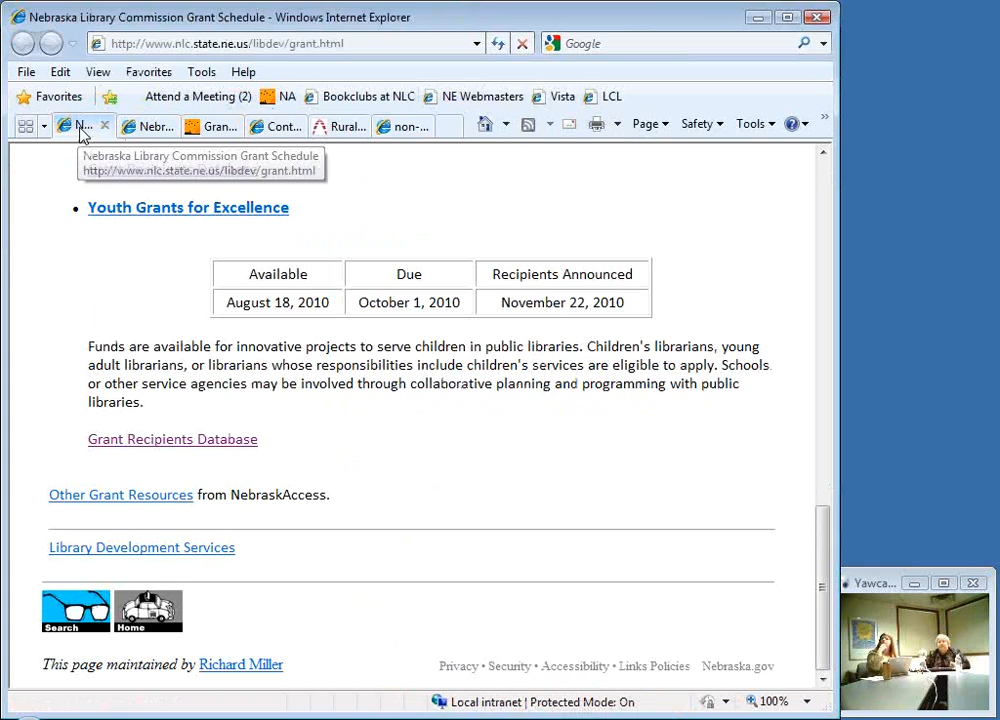 Nebraska Library Commission Grant Schedule - Windows Internet Explorer
http://www.nlc.state.ne.us/libdev/grant.html
Google
File Edit View Favorites Tools Help
Favorites Attend a Meeting (2) NA Bookclubs at NLC NE Webmasters Vista LCL
N... Nebr... Gran... Cont... Rural... non-... Page Safety Tools
Nebraska Library Commission Grant Schedule
http://www.nlc.state.ne.us/libdev/grant.html
• Youth Grants for Excellence
Available Due Recipients Announced
August 18, 2010 October 1, 2010 November 22, 2010
Funds are available for innovative projects to serve children in public libraries. Children's librarians, young
adult librarians, or librarians whose responsibilities include children's services are eligible to apply. Schools
or other service agencies may be involved through collaborative planning and programming with public
libraries.
Grant Recipients Database
Other Grant Resources from NebraskAccess.
Library Development Services
Yawca...
Search Home
This page maintained by Richard Miller
Privacy • Security • Accessibility • Links Policies Nebraska.gov
Local intranet | Protected Mode: On 100%